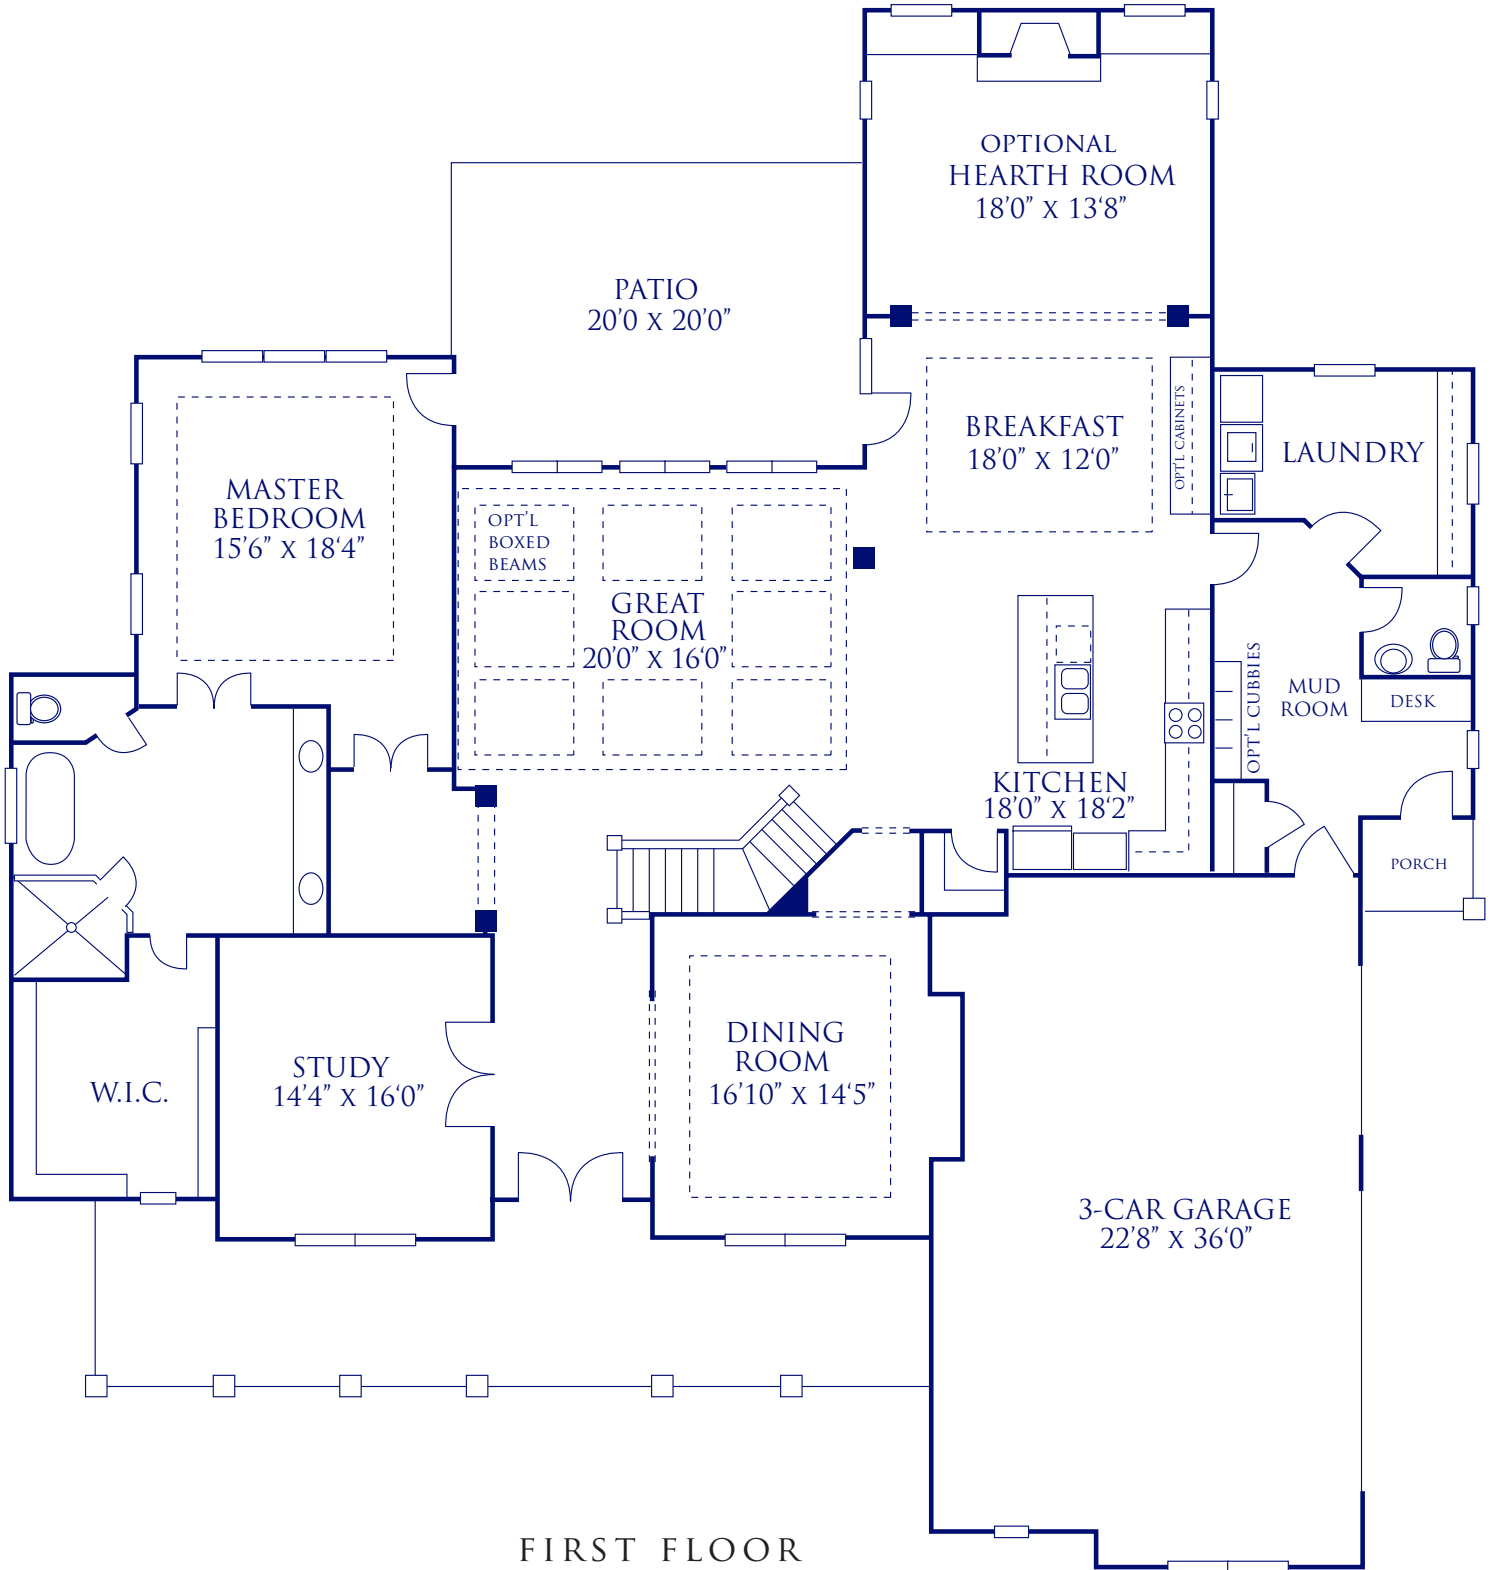 OPTIONAL
HEARTH ROOM
18'0” X 13‘8”
PATIO
20'0 X 20'0”
OPT'L CABINETS
BREAKFAST
18'0” X 12'0”
LAUNDRY
MASTER
BEDROOM
15'6” X 18'4”
OPT'L
BOXED
BEAMS
GREAT
ROOM
20'0” X 16'0”
OPT'L CUBBIES
MUD
ROOM
DESK
KITCHEN
18'0” X 18‘2”
PORCH
DINING
ROOM
16'10” X 14‘5”
STUDY
14'4” X 16‘0”
W.I.C.
3-CAR GARAGE
22'8” X 36'0”
FIRST FLOOR